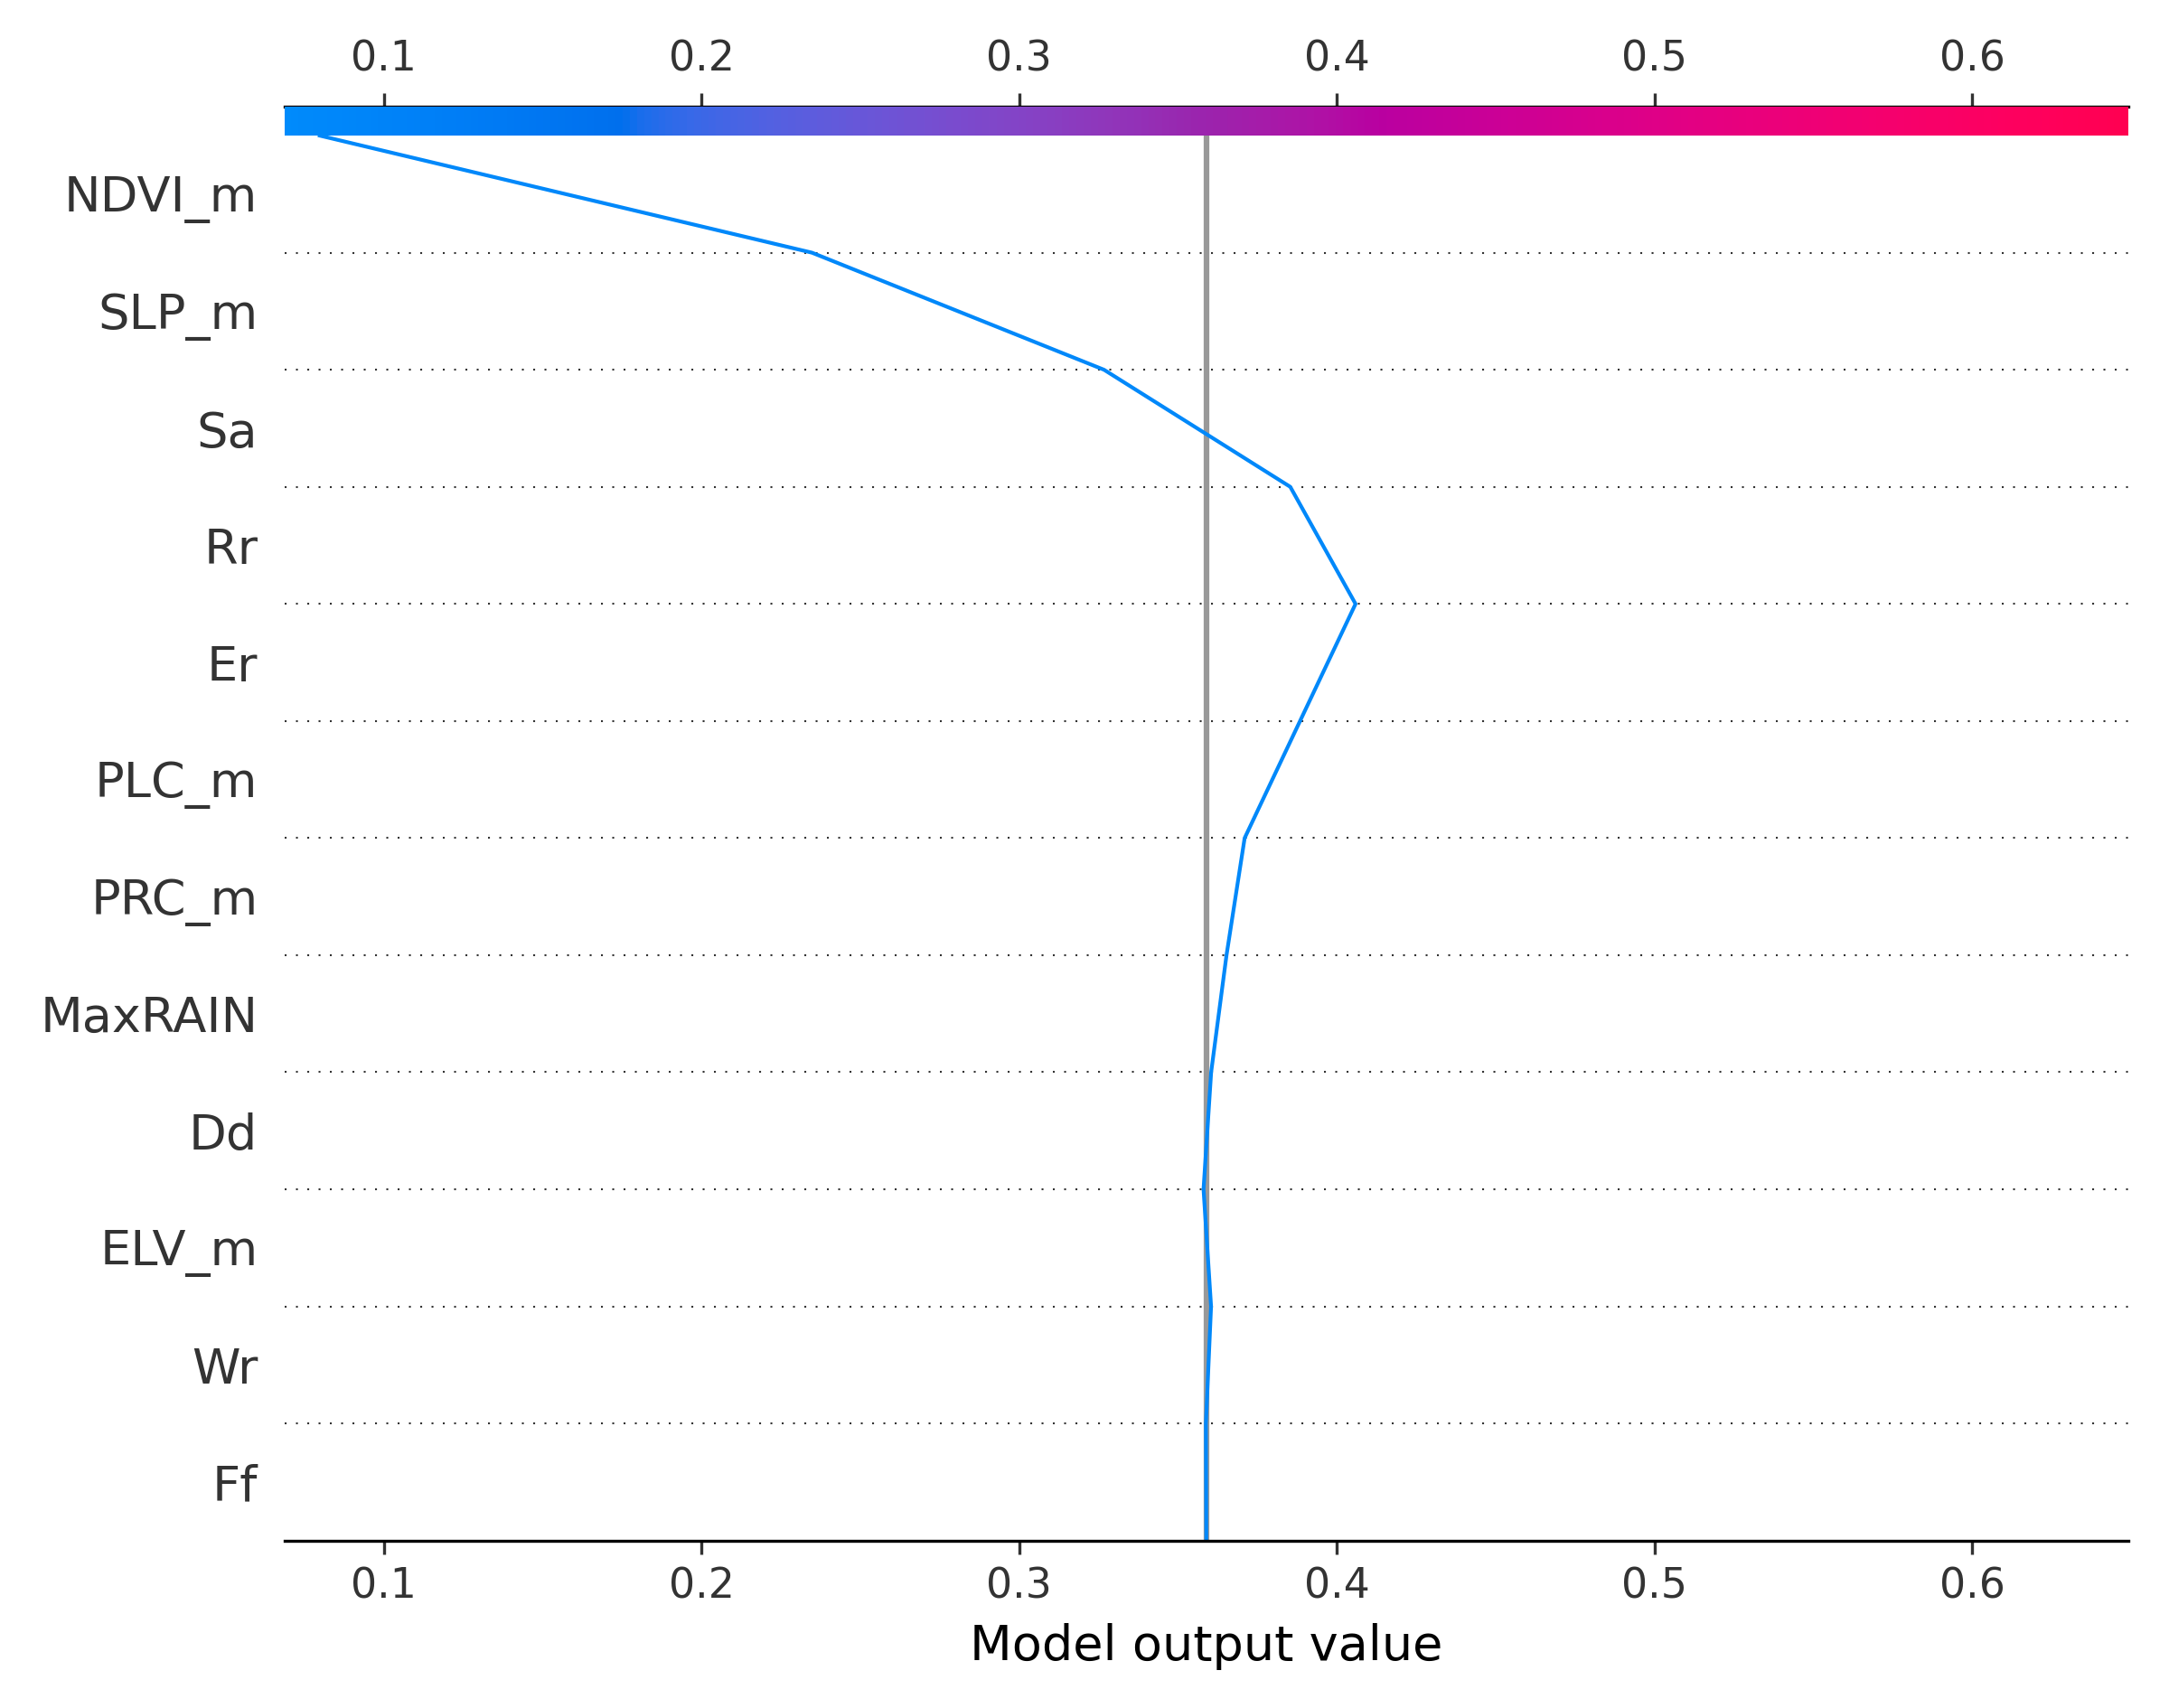 0.1 0.2 0.3 0.4 0.5 0.6
NDVI_m
SLP_m
Sa
Rr
Er
PLC_m
PRC_m
MaxRAIN
Dd
ELV_m
Wr
Ff
0.1 0.2 0.3 0.4 0.5 0.6
Model output value